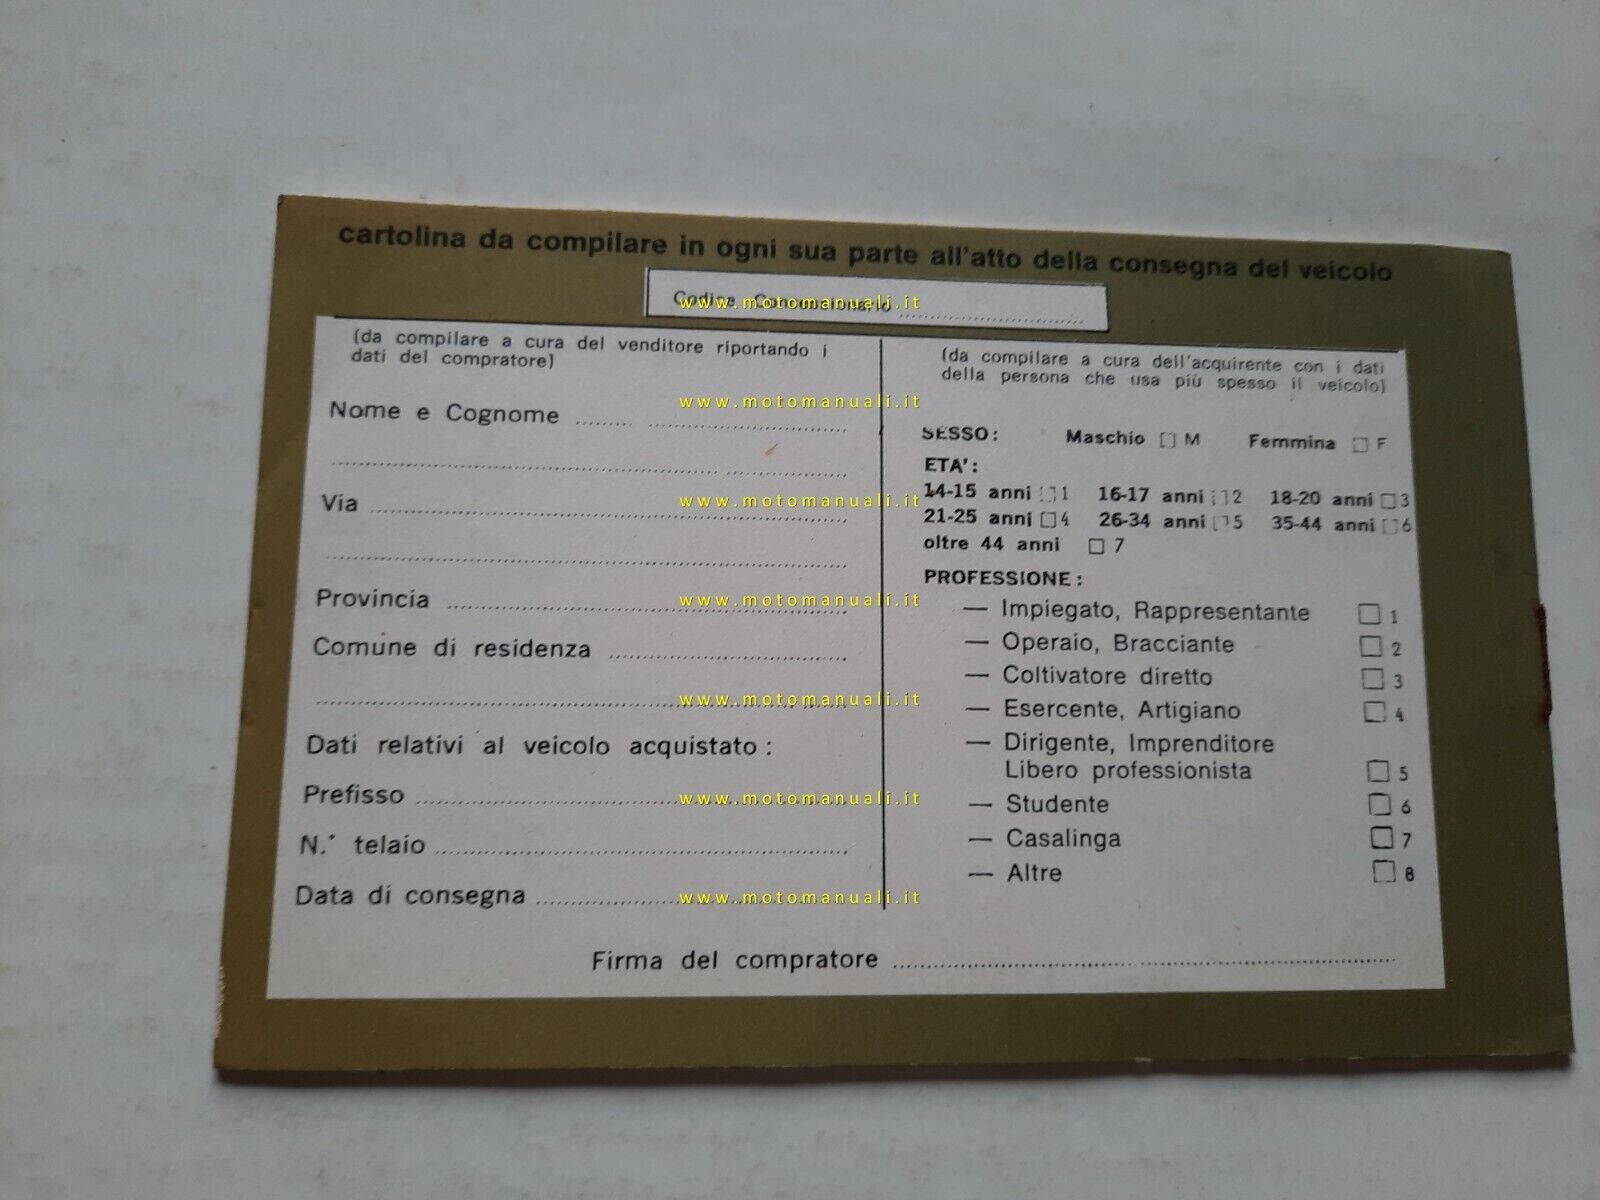 cartolina da compilare in ogni sua parte all'atto della consegna del veicolo
Codice Concessionario
www.motomanuali.it
(da compilare a cura del venditore riportando i
dati del compratore)
www.motomanuali.it
Nome e Cognome
www.motomanuali.it
Via
Provincia
www.motomanuali.it
Comune di residenza
www.motomanuali.it
Dati relativi al veicolo acquistato:
Prefisso
www.motomanuali.it
N.° telaio
Data di consegna
www.motomanuali.it
(da compilare a cura dell'acquirente con i dati
della persona che usa più spesso il veicolo)
SESSO: Maschio M Femmina F
ETA':
14-15 anni 1 16-17 anni 2 18-20 anni 3
21-25 anni 4 26-34 anni 5 35-44 anni 6
oltre 44 anni 7
PROFESSIONE:
— Impiegato, Rappresentante 1
— Operaio, Bracciante 2
— Coltivatore diretto 3
— Esercente, Artigiano 4
— Dirigente, Imprenditore
Libero professionista 5
— Studente 6
— Casalinga 7
— Altre 8
Firma del compratore